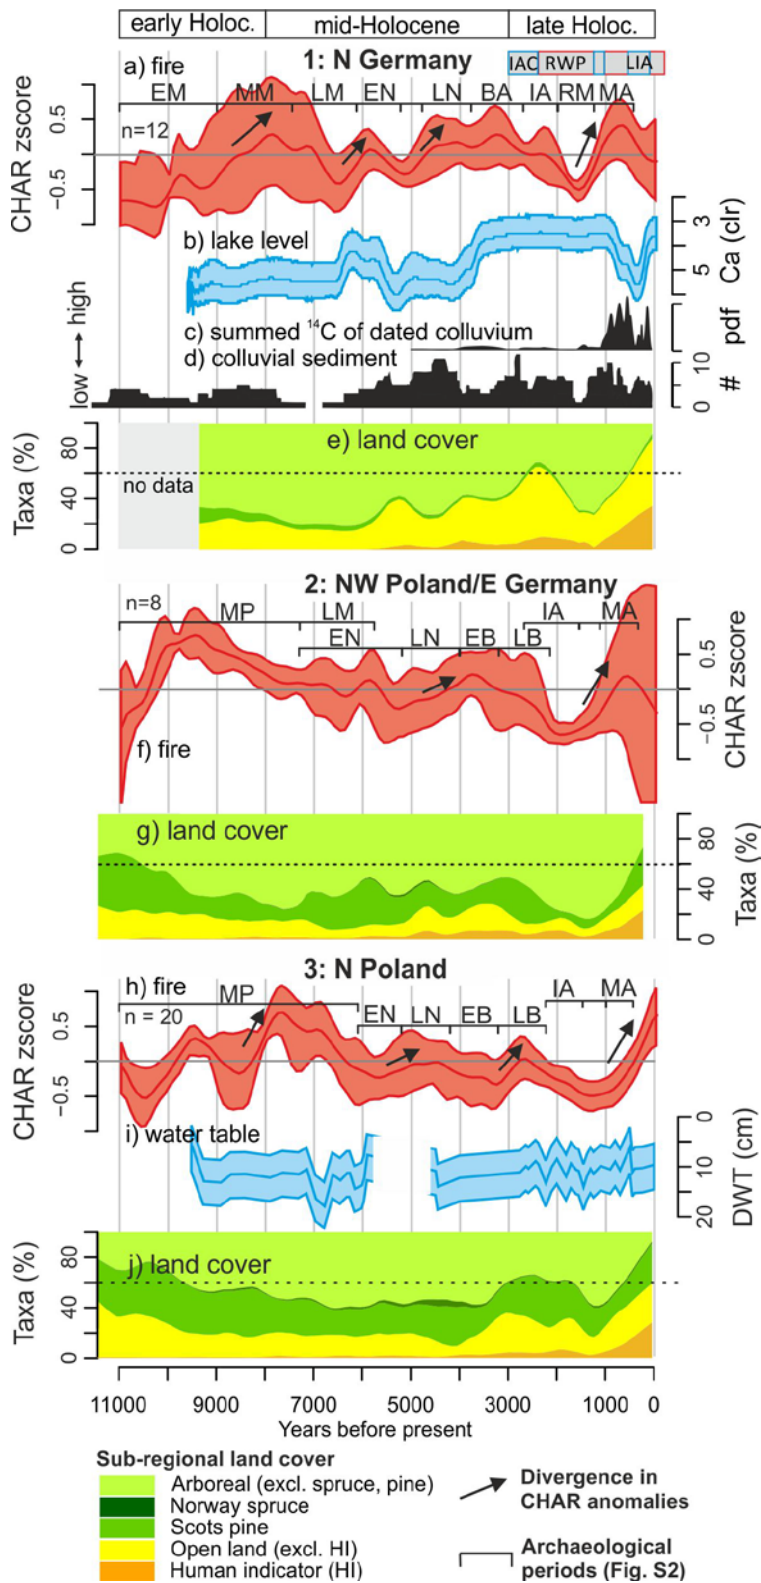 early Holoc. mid-Holocene late Holoc.
a) fire 1: N Germany IAC RWP LIA
EM MM LM EN LN BA IA RM MA
n=12
CHAR zscore
0.5
−0.5
b) lake level
3
5
Ca (clr)
c) summed 14C of dated colluvium
pdf
d) colluvial sediment
low ↔ high
10
0
#
e) land cover
Taxa (%)
80
40
0
no data
2: NW Poland/E Germany
n=8 MP LM IA MA
EN LN EB LB
0.5
−0.5
CHAR zscore
f) fire
g) land cover
80
40
0
Taxa (%)
3: N Poland
h) fire
MP EN LN EB LB IA MA
n = 20
CHAR zscore
0.5
−0.5
i) water table
0
10
20
DWT (cm)
j) land cover
Taxa (%)
80
40
0
11000 9000 7000 5000 3000 1000 0
Years before present
Sub-regional land cover
Arboreal (excl. spruce, pine)
Norway spruce
Scots pine
Open land (excl. HI)
Human indicator (HI)
Divergence in
CHAR anomalies
Archaeological
periods (Fig. S2)